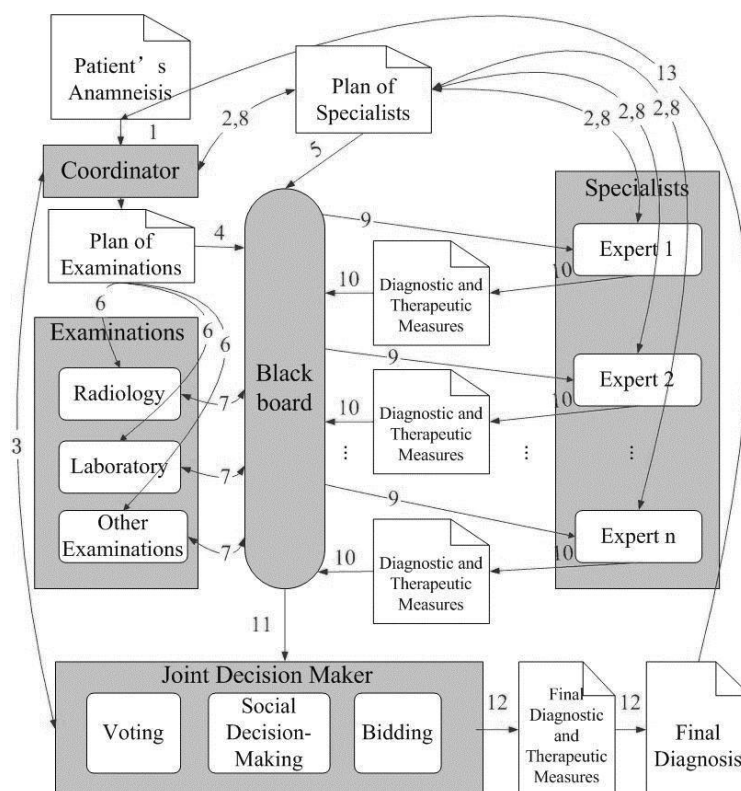 Patient’s
Anamneisis
1
Coordinator
2,8
Plan of
Specialists
5
13
2,8
2,8
2,8
Plan of
Examinations
4
6
6
6
Examinations
Radiology
Laboratory
Other
Examinations
3
7
7
7
Black
board
9
9
9
Specialists
Expert 1
Expert 2
...
Expert n
10
Diagnostic and
Therapeutic
Measures
10
10
Diagnostic and
Therapeutic
Measures
10
...
...
10
Diagnostic and
Therapeutic
Measures
10
11
Joint Decision Maker
Voting
Social
Decision-
Making
Bidding
12
Final
Diagnostic
and
Therapeutic
Measures
12
Final
Diagnosis